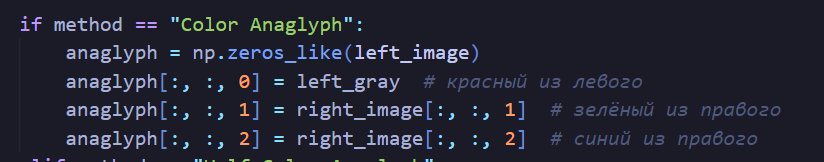 if method == "Color Anaglyph":
anaglyph = np.zeros_like(left_image)
anaglyph[:, :, 0] = left_gray # красный из левого
anaglyph[:, :, 1] = right_image[:, :, 1] # зелёный из правого
anaglyph[:, :, 2] = right_image[:, :, 2] # синий из правого